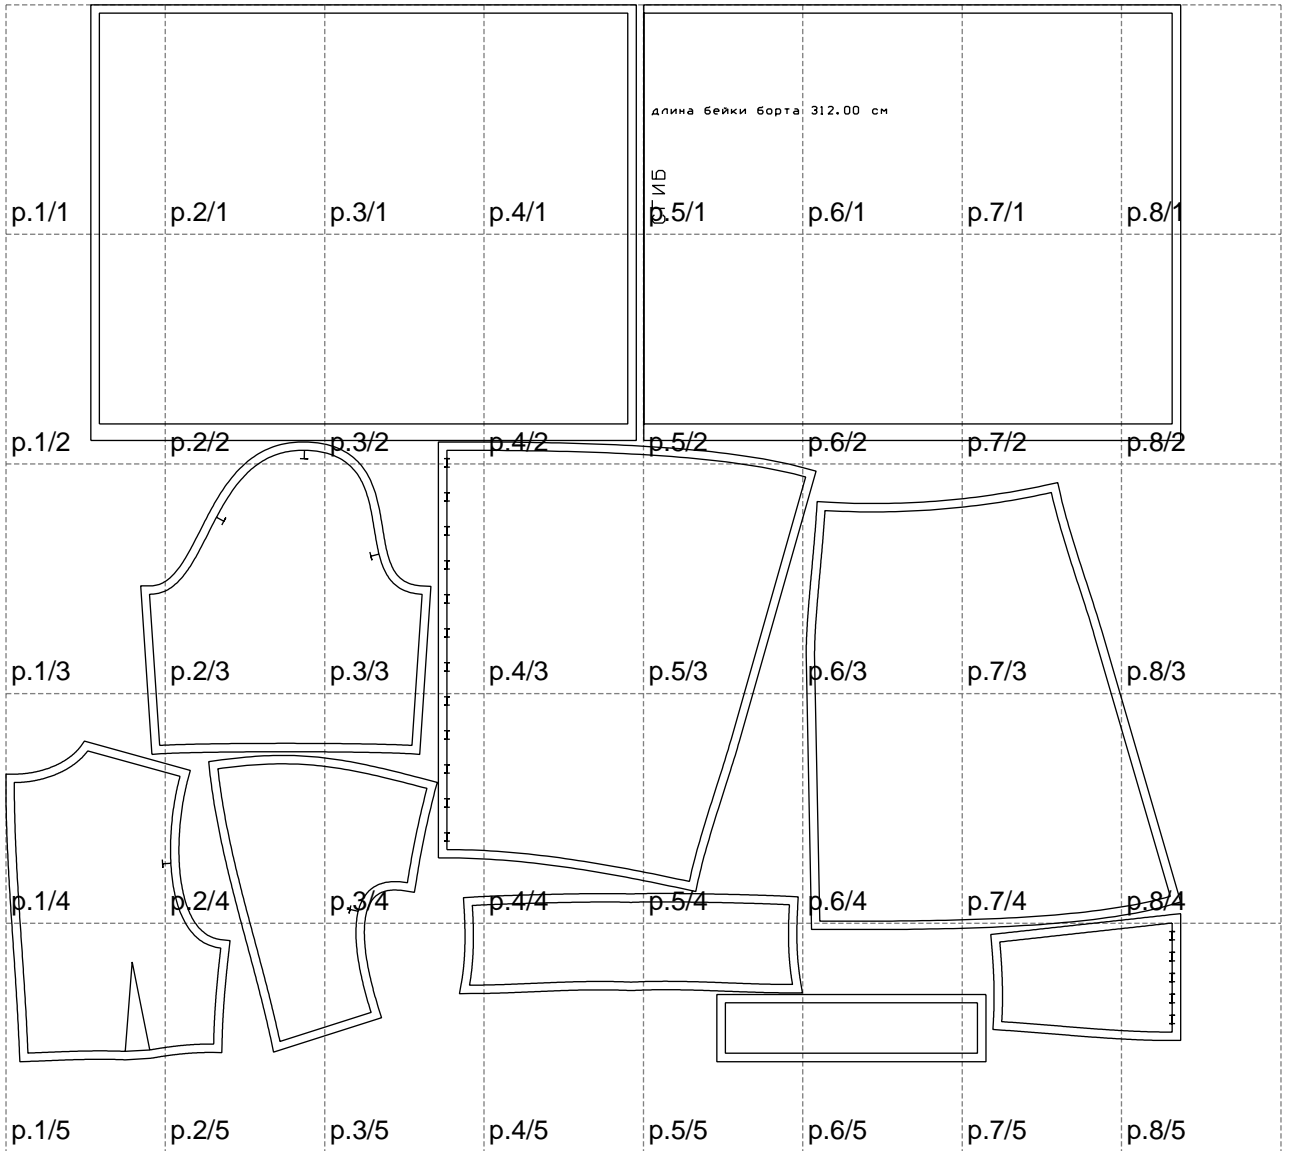 длина бейки борта 312.00 см
p.1/1 p.2/1 p.3/1 p.4/1 p.5/1 p.6/1 p.7/1 p.8/1
p.1/2 p.2/2 p.3/2 p.4/2 p.5/2 p.6/2 p.7/2 p.8/2
p.1/3 p.2/3 p.3/3 p.4/3 p.5/3 p.6/3 p.7/3 p.8/3
p.1/4 p.2/4 p.3/4 p.4/4 p.5/4 p.6/4 p.7/4 p.8/4
p.1/5 p.2/5 p.3/5 p.4/5 p.5/5 p.6/5 p.7/5 p.8/5